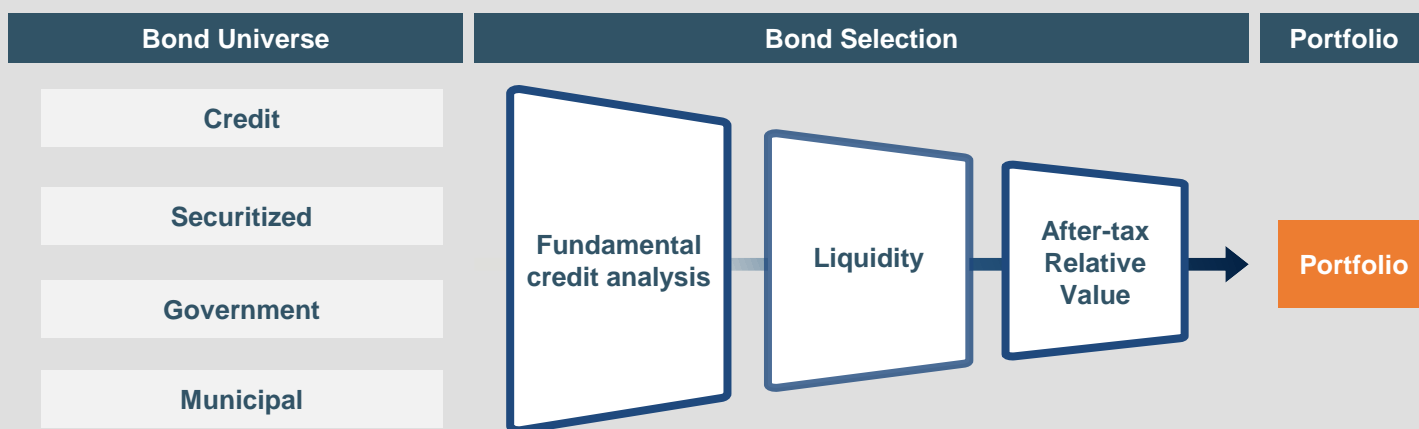 Bond Universe
Bond Selection
Portfolio
Credit
Securitized
Government
Municipal
Fundamental
credit analysis
Liquidity
After-tax
Relative
Value
Portfolio